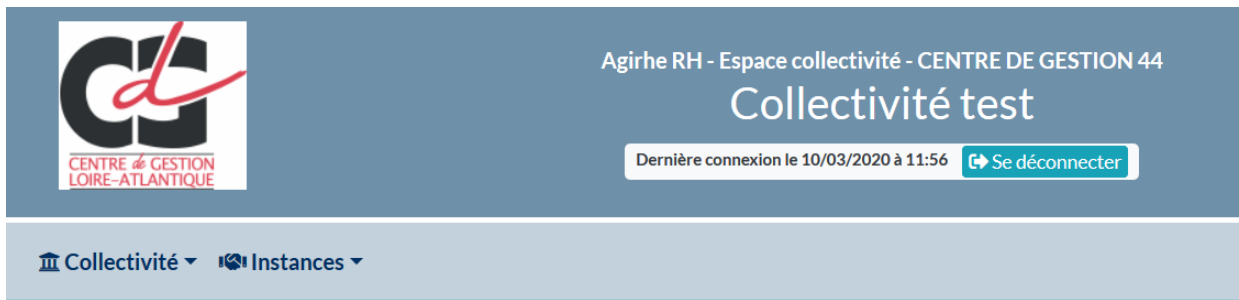 CdG
CENTRE de GESTION
LOIRE-ATLANTIQUE
Agirhe RH - Espace collectivité - CENTRE DE GESTION 44
Collectivité test
Dernière connexion le 10/03/2020 à 11:56 Se déconnecter
Collectivité Instances